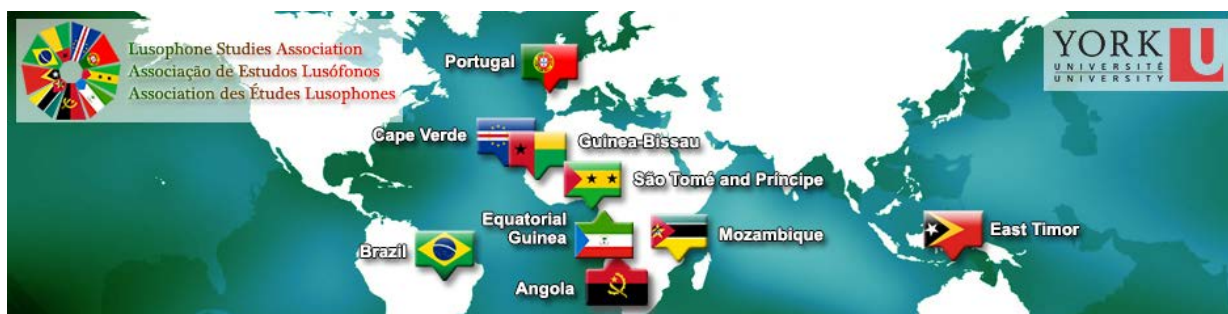 Lusophone Studies Association
Associação de Estudos Lusófonos
Association des Études Lusophones
YORK
UNIVERSITÉ
UNIVERSITY
U
Portugal
Cape Verde
Guinea-Bissau
São Tomé and Príncipe
Equatorial
Guinea
Mozambique
East Timor
Brazil
Angola